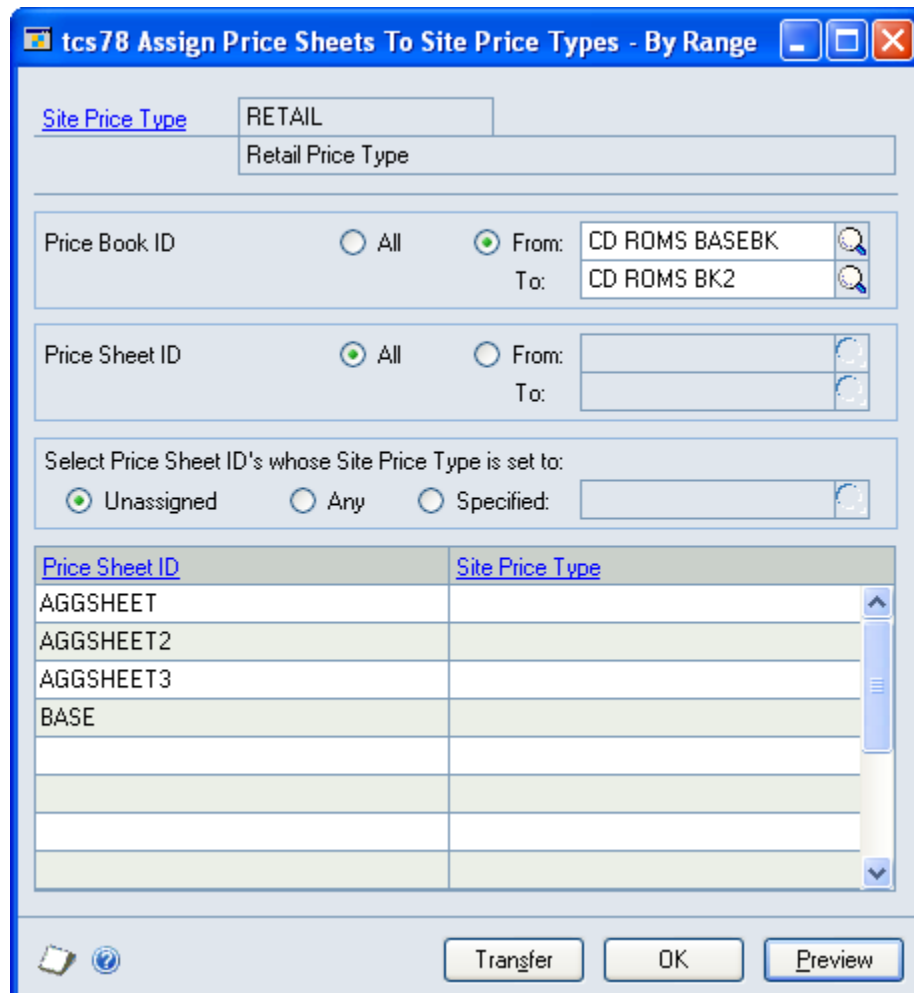 tcs78 Assign Price Sheets To Site Price Types - By Range
Site Price Type RETAIL
Retail Price Type
Price Book ID All From: CD ROMS BASEBK
To: CD ROMS BK2
Price Sheet ID All From:
To:
Select Price Sheet ID's whose Site Price Type is set to:
Unassigned Any Specified:
Price Sheet ID Site Price Type
AGGSHEET
AGGSHEET2
AGGSHEET3
BASE
Transfer OK Preview